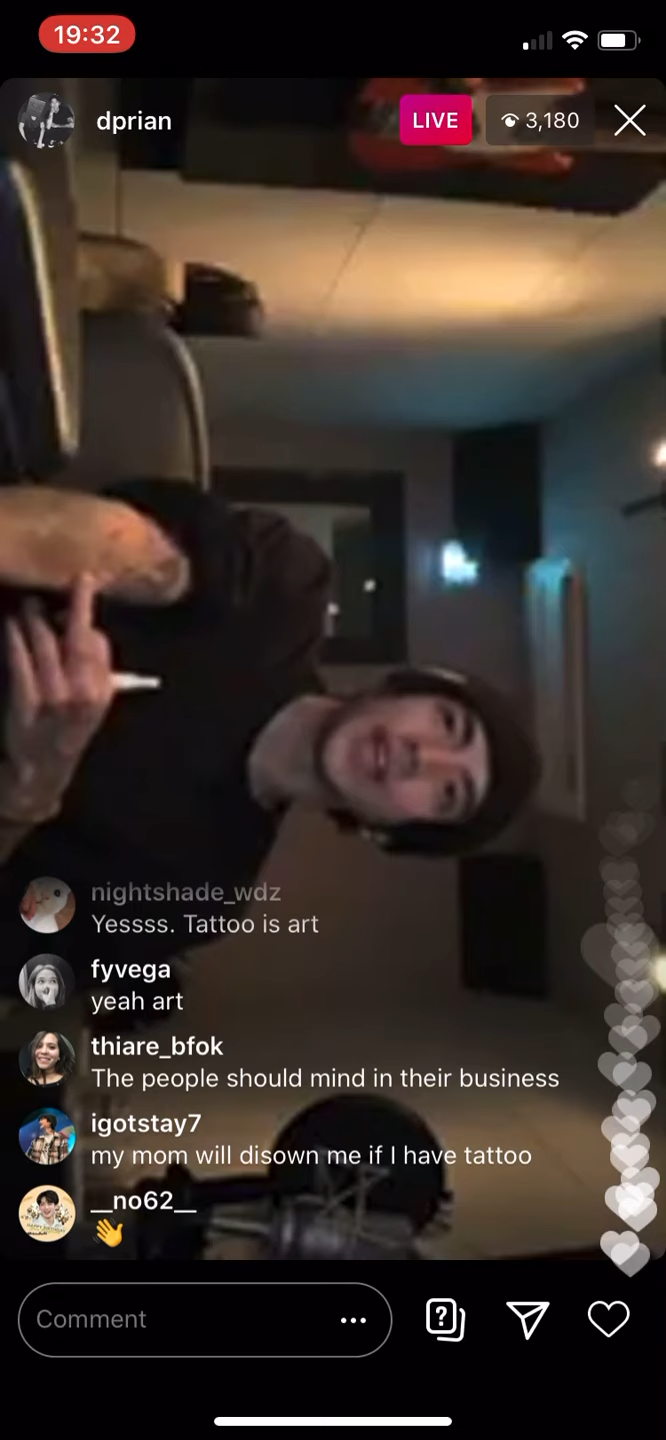 19:32
dprian
LIVE
3,180
nightshade_wdz
Yessss. Tattoo is art
fyvega
yeah art
thiare_bfok
The people should mind in their business
igotstay7
my mom will disown me if I have tattoo
__no62__
👋
Comment